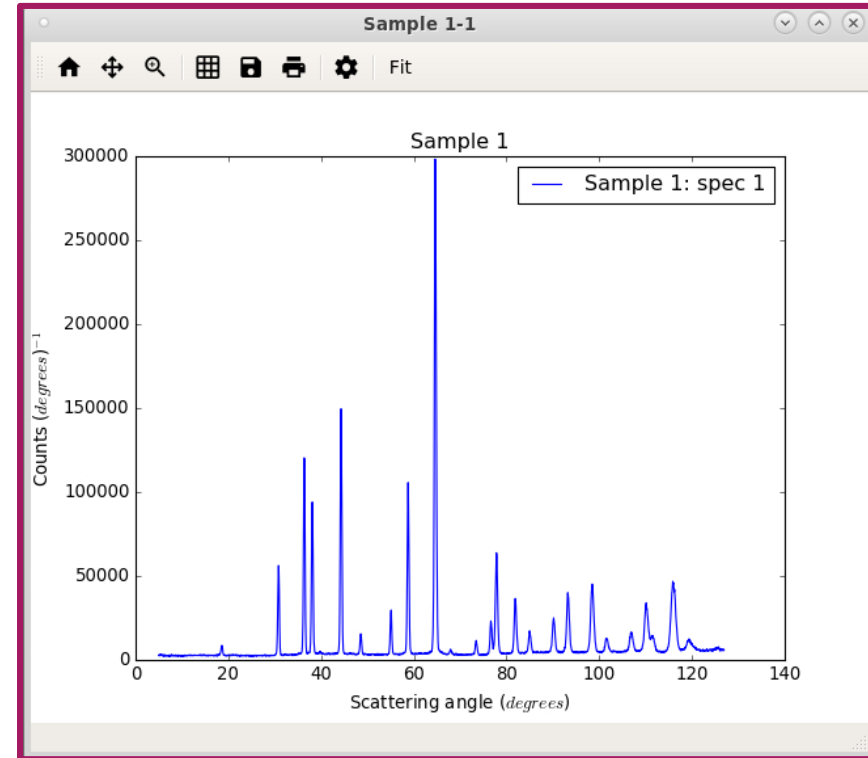 Sample 1-1
Fit
Sample 1
300000
250000
200000
150000
100000
50000
0
Counts (degrees)⁻¹
Sample 1: spec 1
0 20 40 60 80 100 120 140
Scattering angle (degrees)